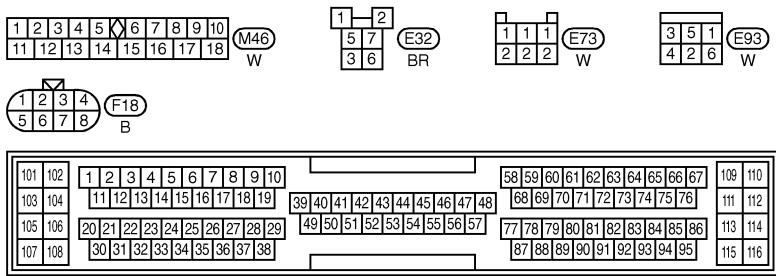 1 2 3 4 5 6 7 8 9 10
11 12 13 14 15 16 17 18
M46
W
1 2
5 7
3 6
E32
BR
1 1 1
2 2 2
E73
W
3 5 1
4 2 6
E93
W
1 2 3 4
5 6 7 8
F18
B
101 102
103 104
105 106
107 108
1 2 3 4 5 6 7 8 9 10
11 12 13 14 15 16 17 18 19
20 21 22 23 24 25 26 27 28 29
30 31 32 33 34 35 36 37 38
39 40 41 42 43 44 45 46 47 48
49 50 51 52 53 54 55 56 57
58 59 60 61 62 63 64 65 66 67
68 69 70 71 72 73 74 75 76
77 78 79 80 81 82 83 84 85 86
87 88 89 90 91 92 93 94 95
109 110
111 112
113 114
115 116